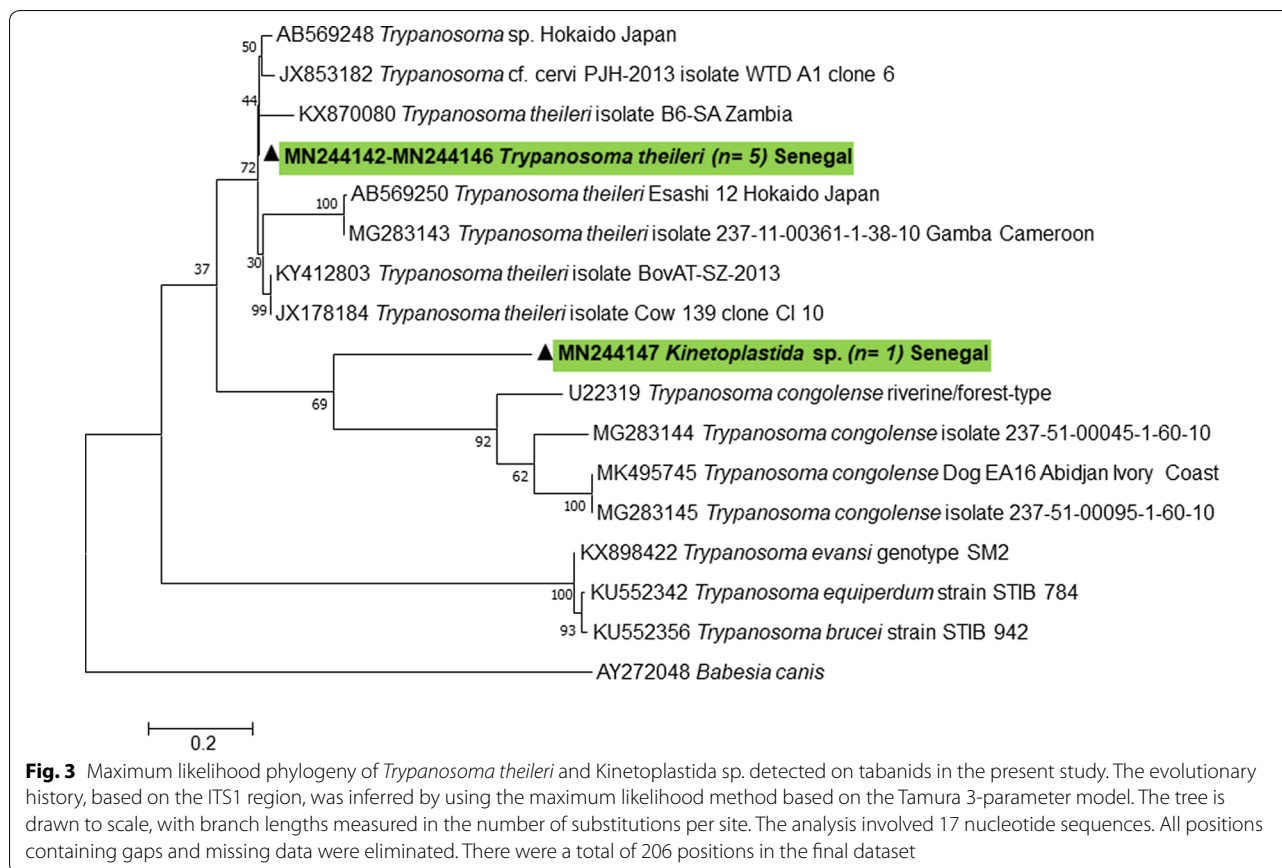 AB569248 Trypanosoma sp. Hokaido Japan
50
JX853182 Trypanosoma cf. cervi PJH-2013 isolate WTD A1 clone 6
44
KX870080 Trypanosoma theileri isolate B6-SA Zambia
MN244142-MN244146 Trypanosoma theileri (n= 5) Senegal
72
AB569250 Trypanosoma theileri Esashi 12 Hokaido Japan
100
MG283143 Trypanosoma theileri isolate 237-11-00361-1-38-10 Gamba Cameroon
37
30
KY412803 Trypanosoma theileri isolate BovAT-SZ-2013
99
JX178184 Trypanosoma theileri isolate Cow 139 clone Cl 10
MN244147 Kinetoplastida sp. (n= 1) Senegal
69
U22319 Trypanosoma congolense riverine/forest-type
92
MG283144 Trypanosoma congolense isolate 237-51-00045-1-60-10
62
MK495745 Trypanosoma congolense Dog EA16 Abidjan Ivory Coast
100
MG283145 Trypanosoma congolense isolate 237-51-00095-1-60-10
KX898422 Trypanosoma evansi genotype SM2
100
KU552342 Trypanosoma equiperdum strain STIB 784
93
KU552356 Trypanosoma brucei strain STIB 942
AY272048 Babesia canis
0.2
Fig. 3 Maximum likelihood phylogeny of Trypanosoma theileri and Kinetoplastida sp. detected on tabanids in the present study. The evolutionary
history, based on the ITS1 region, was inferred by using the maximum likelihood method based on the Tamura 3-parameter model. The tree is
drawn to scale, with branch lengths measured in the number of substitutions per site. The analysis involved 17 nucleotide sequences. All positions
containing gaps and missing data were eliminated. There were a total of 206 positions in the final dataset